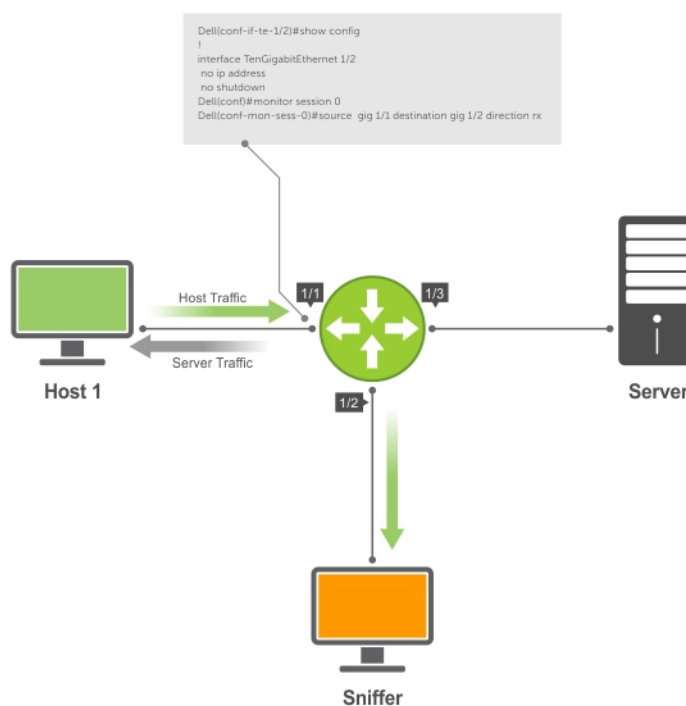 Dell(conf-if-te-1/2)#show config
!
interface TenGigabitEthernet 1/2
no ip address
no shutdown
Dell(conf)#monitor session 0
Dell(conf-mon-sess-0)#source gig 1/1 destination gig 1/2 direction rx
Host Traffic
1/1
1/3
Server Traffic
Host 1
Server
1/2
Sniffer